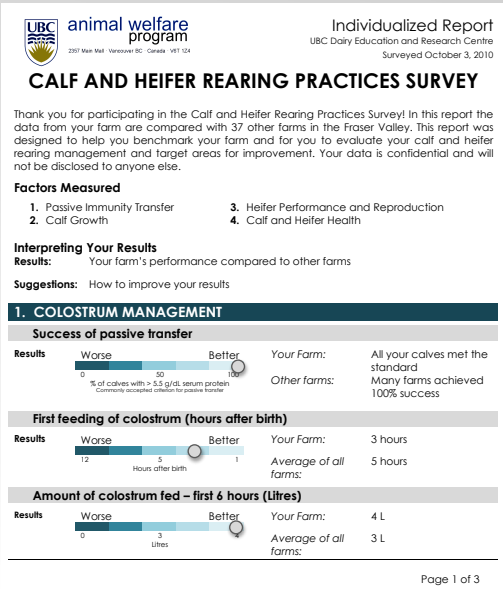 UBC
animal welfare
program
2357 Main Mall · Vancouver BC · Canada · V6T 1Z4
Individualized Report
UBC Dairy Education and Research Centre
Surveyed October 3, 2010
CALF AND HEIFER REARING PRACTICES SURVEY
Thank you for participating in the Calf and Heifer Rearing Practices Survey! In this report the
data from your farm are compared with 37 other farms in the Fraser Valley. This report was
designed to help you benchmark your farm and for you to evaluate your calf and heifer
rearing management and target areas for improvement. Your data is confidential and will
not be disclosed to anyone else.
Factors Measured
1. Passive Immunity Transfer
2. Calf Growth
3. Heifer Performance and Reproduction
4. Calf and Heifer Health
Interpreting Your Results
Results: Your farm's performance compared to other farms
Suggestions: How to improve your results
1. COLOSTRUM MANAGEMENT
Success of passive transfer
Results
Worse Better
0 50 100
% of calves with > 5.5 g/dL serum protein
Commonly accepted criterion for passive transfer
Your Farm: All your calves met the
standard
Other farms: Many farms achieved
100% success
First feeding of colostrum (hours after birth)
Results
Worse Better
12 5 1
Hours after birth
Your Farm: 3 hours
Average of all 5 hours
farms:
Amount of colostrum fed – first 6 hours (Litres)
Results
Worse Better
0 3 4
Litres
Your Farm: 4 L
Average of all 3 L
farms:
Page 1 of 3